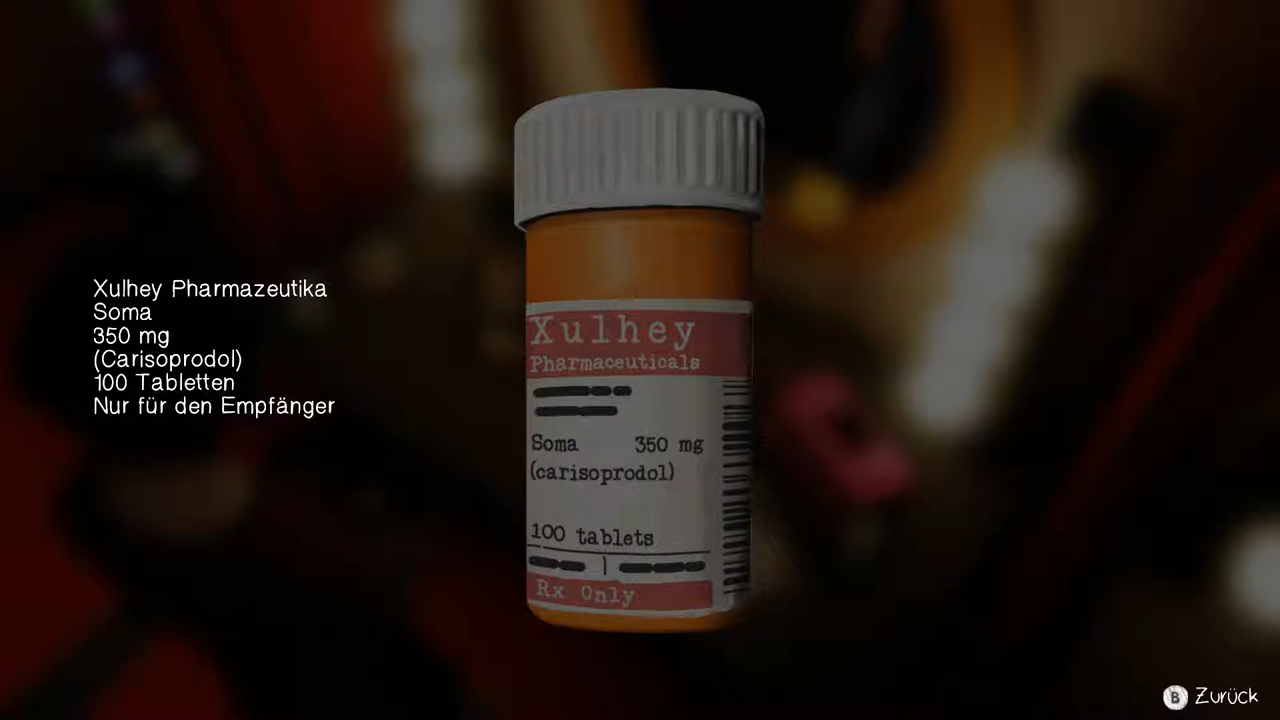 Xulhey Pharmazeutika
Soma
350 mg
(Carisoprodol)
100 Tabletten
Nur für den Empfänger
Xulhey
Pharmaceuticals
Soma 350 mg
(carisoprodol)
100 tablets
Rx Only
B Zurück